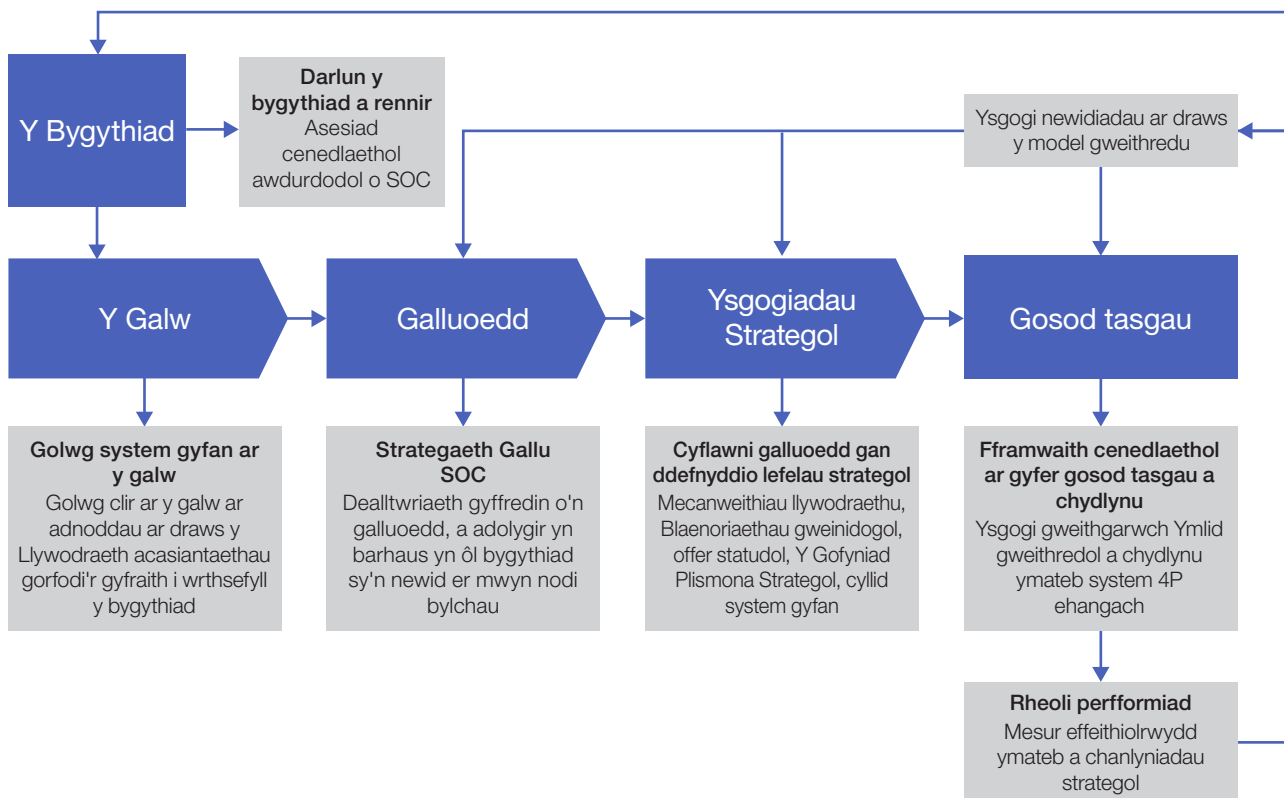 Y Bygythiad
Darlun y
bygythiad a rennir
Asesiad
cenedlaethol
awdurdodol o SOC
Ysgogi newidiadau ar draws
y model gweithredu
Y Galw
Galluoedd
Ysgogiadau
Strategol
Gosod tasgau
Golwg system gyfan ar
y galw
Golwg clir ar y galw ar
adnoddau ar draws y
Llywodraeth acasiantaethau
gorfodi'r gyfraith i wrthsefyll
y bygythiad
Strategaeth Gallu
SOC
Dealltwriaeth gyffredin o'n
galluoedd, a adolygir yn
barhaus yn ôl bygythiad
sy'n newid er mwyn nodi
bylchau
Cyflawni galluoedd gan
ddefnyddio lefelau strategol
Mecanweithiau llywodraethu,
Blaenoriaethau gweinidogol,
offer statudol, Y Gofyniad
Plismona Strategol, cyllid
system gyfan
Fframwaith cenedlaethol
ar gyfer gosod tasgau a
chydlynu
Ysgogi gweithgarwch Ymlid
gweithredol a chydlynu
ymateb system 4P
ehangach
Rheoli perfformiad
Mesur effeithiolrwydd
ymateb a chanlyniadau
strategol